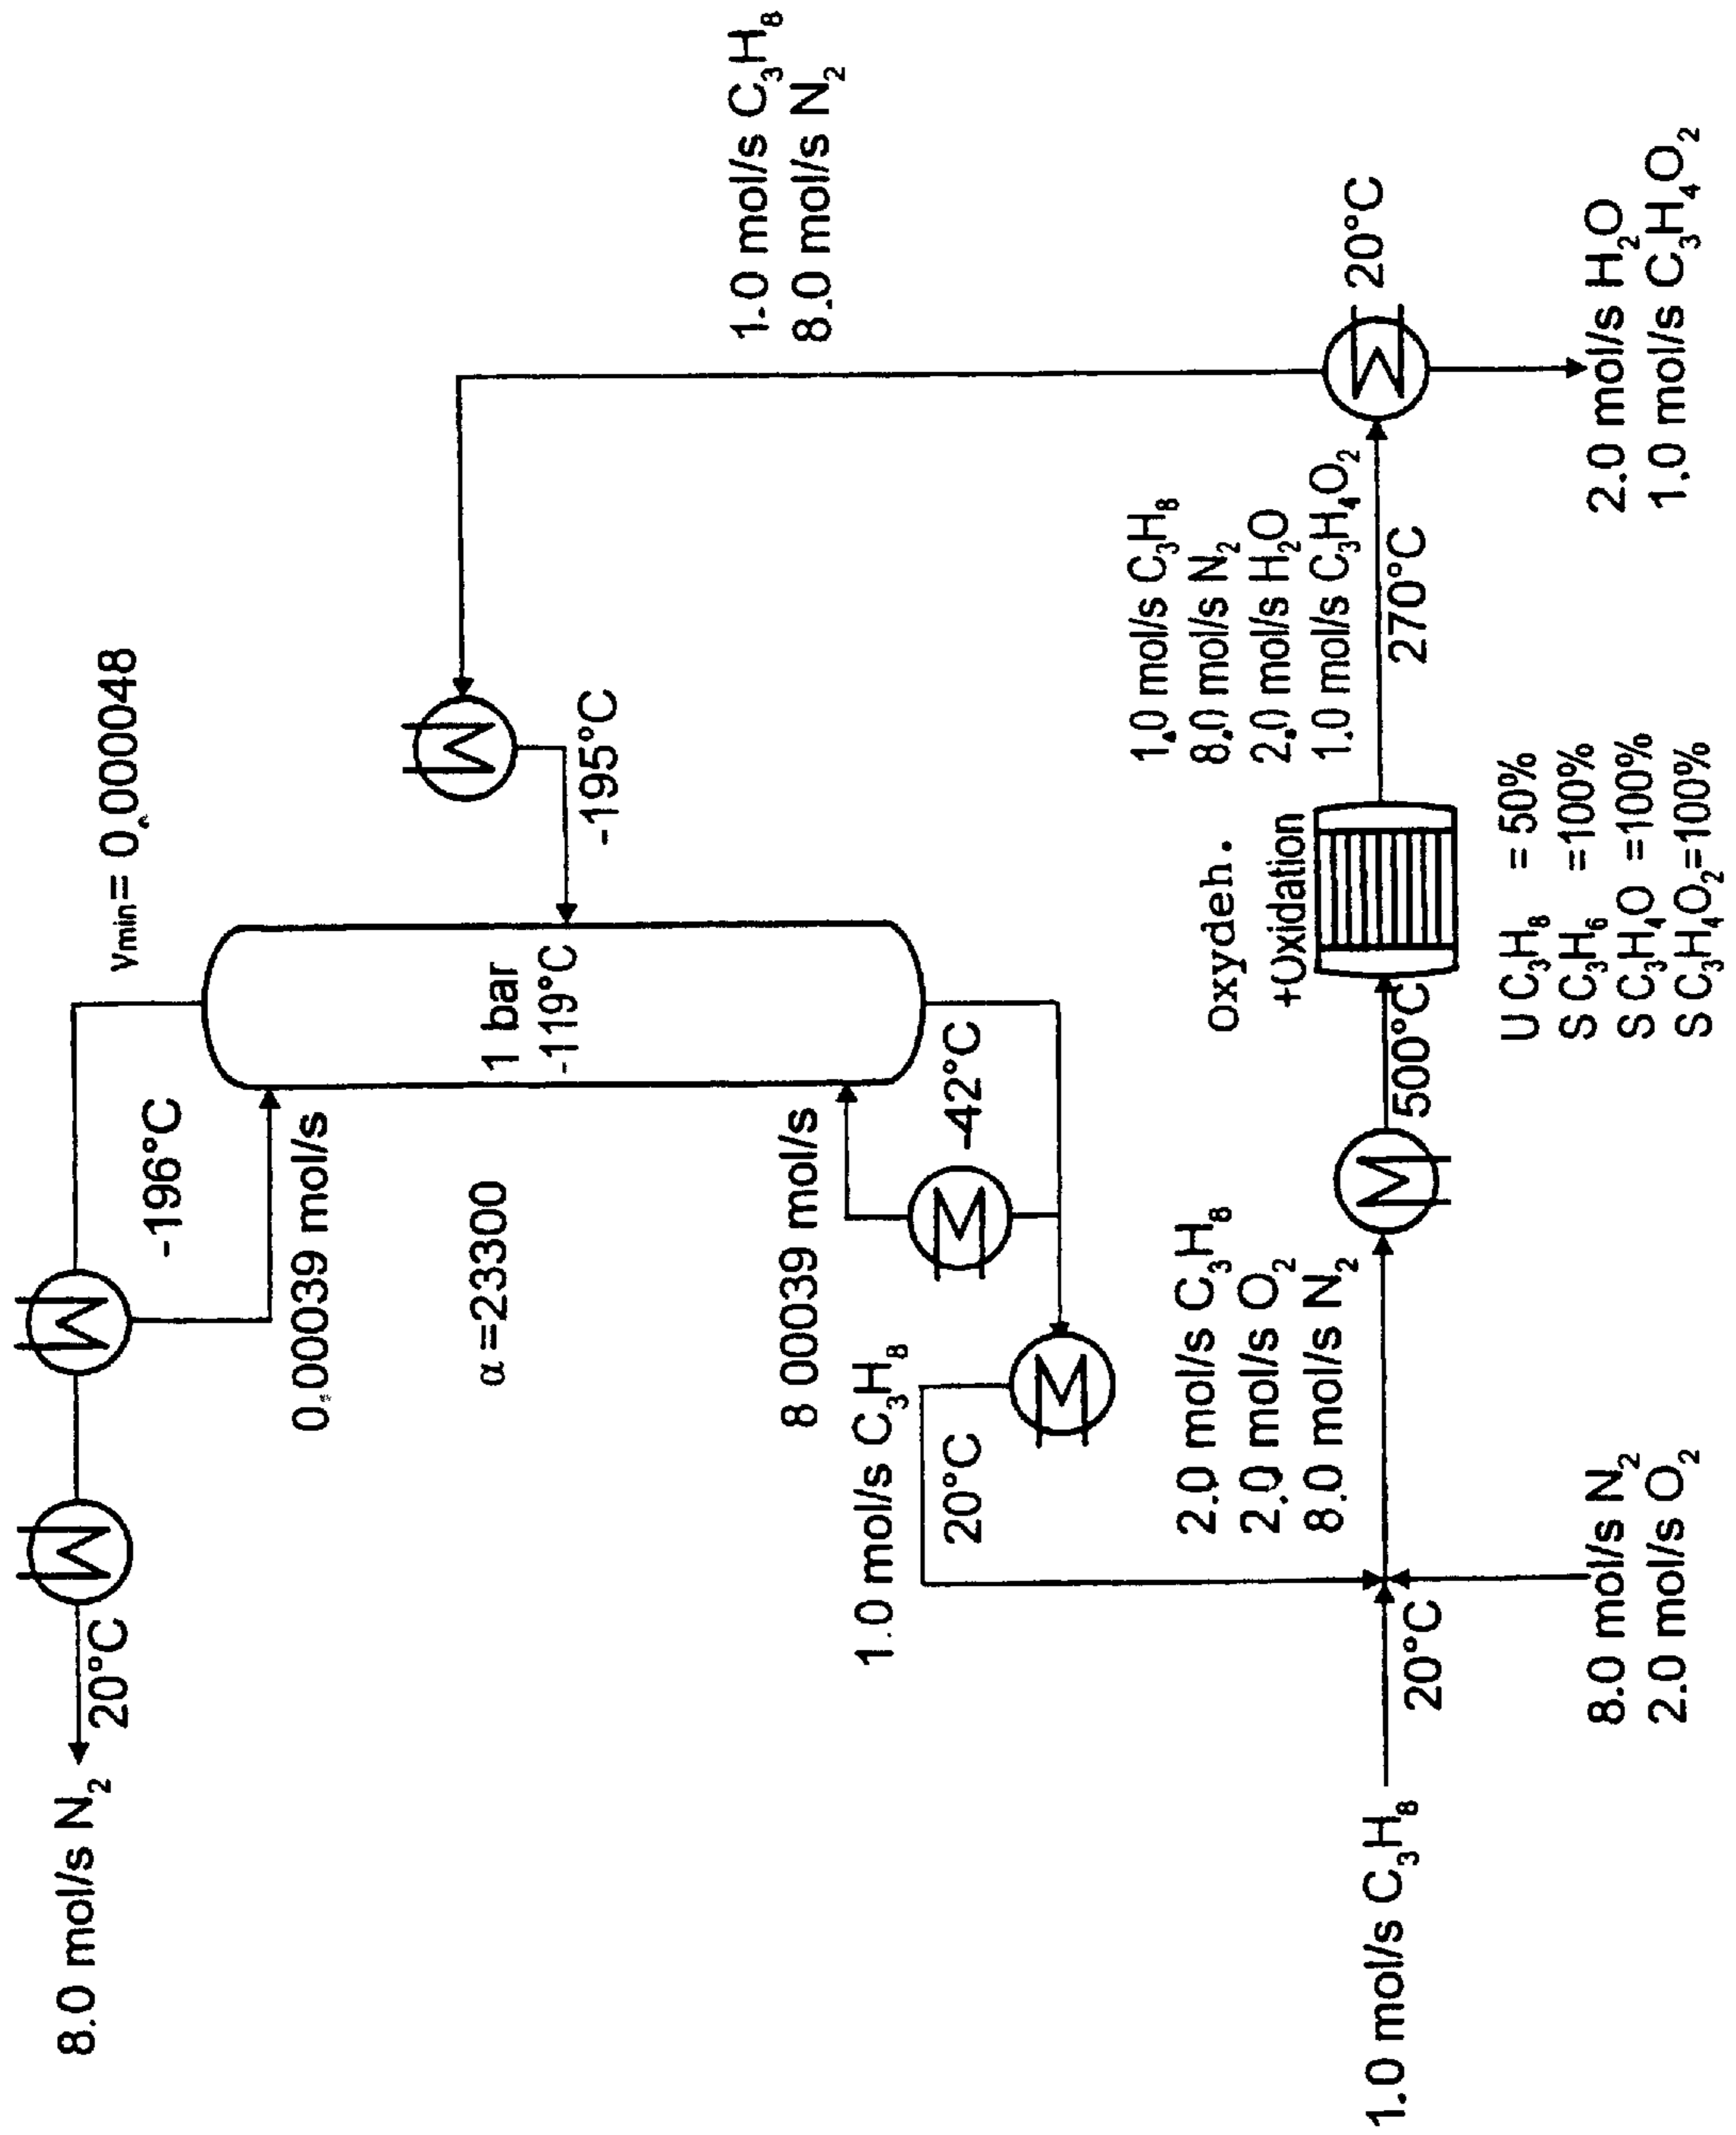 8.0 mol/s N₂
20°C
-196°C
νmin = 0.000048
0.00039 mol/s
α =23300
1 bar
-119°C
-195°C
1.0 mol/s C₃H₈
8.0 mol/s N₂
8 00039 mol/s
-42°C
1.0 mol/s C₃H₈
20°C
1.0 mol/s C₃H₈
20°C
8.0 mol/s N₂
2.0 mol/s O₂
2.0 mol/s C₃H₈
2.0 mol/s O₂
8.0 mol/s N₂
500°C
oxydeh.
+Oxidation
U C₃H₈ = 50%
S C₃H₆ =100%
S C₃H₄O =100%
S C₃H₄O₂=100%
1.0 mol/s C₃H₈
8.0 mol/s N₂
2.0 mol/s H₂O
1.0 mol/s C₃H₄O₂
270°C
20°C
2.0 mol/s H₂O
1.0 mol/s C₃H₄O₂